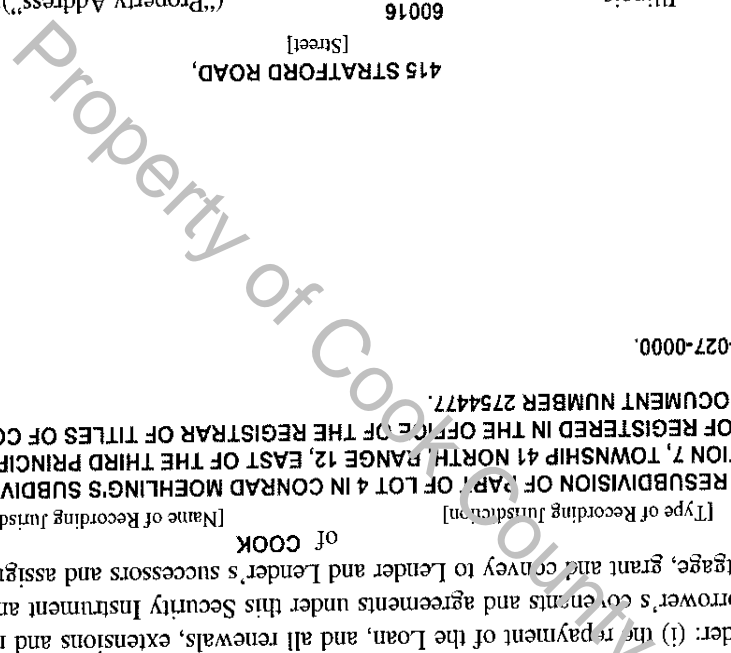 der: (i) the repayment of the Loan, and all renewals, extensions and
orrower's covenants and agreements under this Security Instrument an
tgage, grant and convey to Lender and Lender's successors and assig
of COOK
[Type of Recording Jurisdiction] [Name of Recording Jurisd
RESUBDIVISION OF PART OF LOT 4 IN CONRAD MOEHLING'S SUBDIV
TION 7, TOWNSHIP 41 NORTH, RANGE 12, EAST OF THE THIRD PRINCIP
OF REGISTERED IN THE OFFICE OF THE REGISTRAR OF TITLES OF CO
OCUMENT NUMBER 2754477.
-027-0000.
415 STRATFORD ROAD,
[Street]
60016 ("Property Address")
Property of Cook County